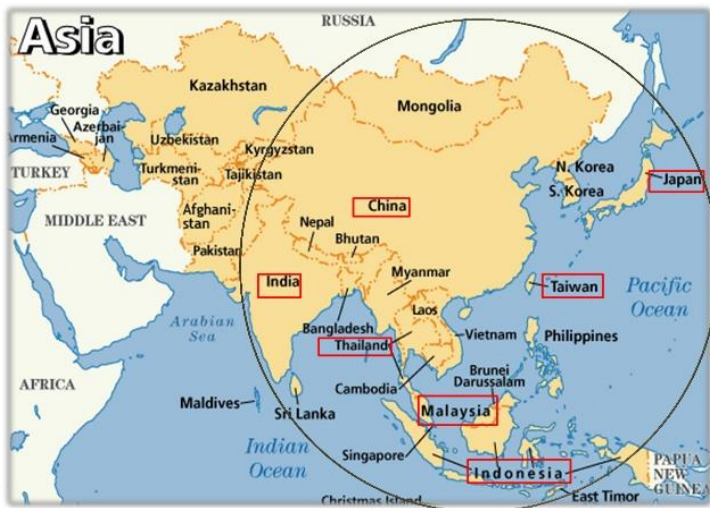 RUSSIA
Asia
Kazakhstan
Mongolia
Georgia
Azerbai-
jan
Armenia
Uzbekistan
Kyrgyzstan
TURKEY
Turkmeni-
stan
Tajikistan
N. Korea
S. Korea
Japan
China
Afghani-
stan
MIDDLE EAST
Nepal
Bhutan
Pakistan
India
Myanmar
Taiwan
Pacific
Ocean
Laos
Arabian
Sea
Bangladesh
Vietnam
Philippines
Thailand
AFRICA
Cambodia
Brunei
Darussalam
Maldives
Sri Lanka
Malaysia
Indian
Ocean
Singapore
Indonesia
PAPUA
NEW
GUINEA
Christmas Island
East Timor